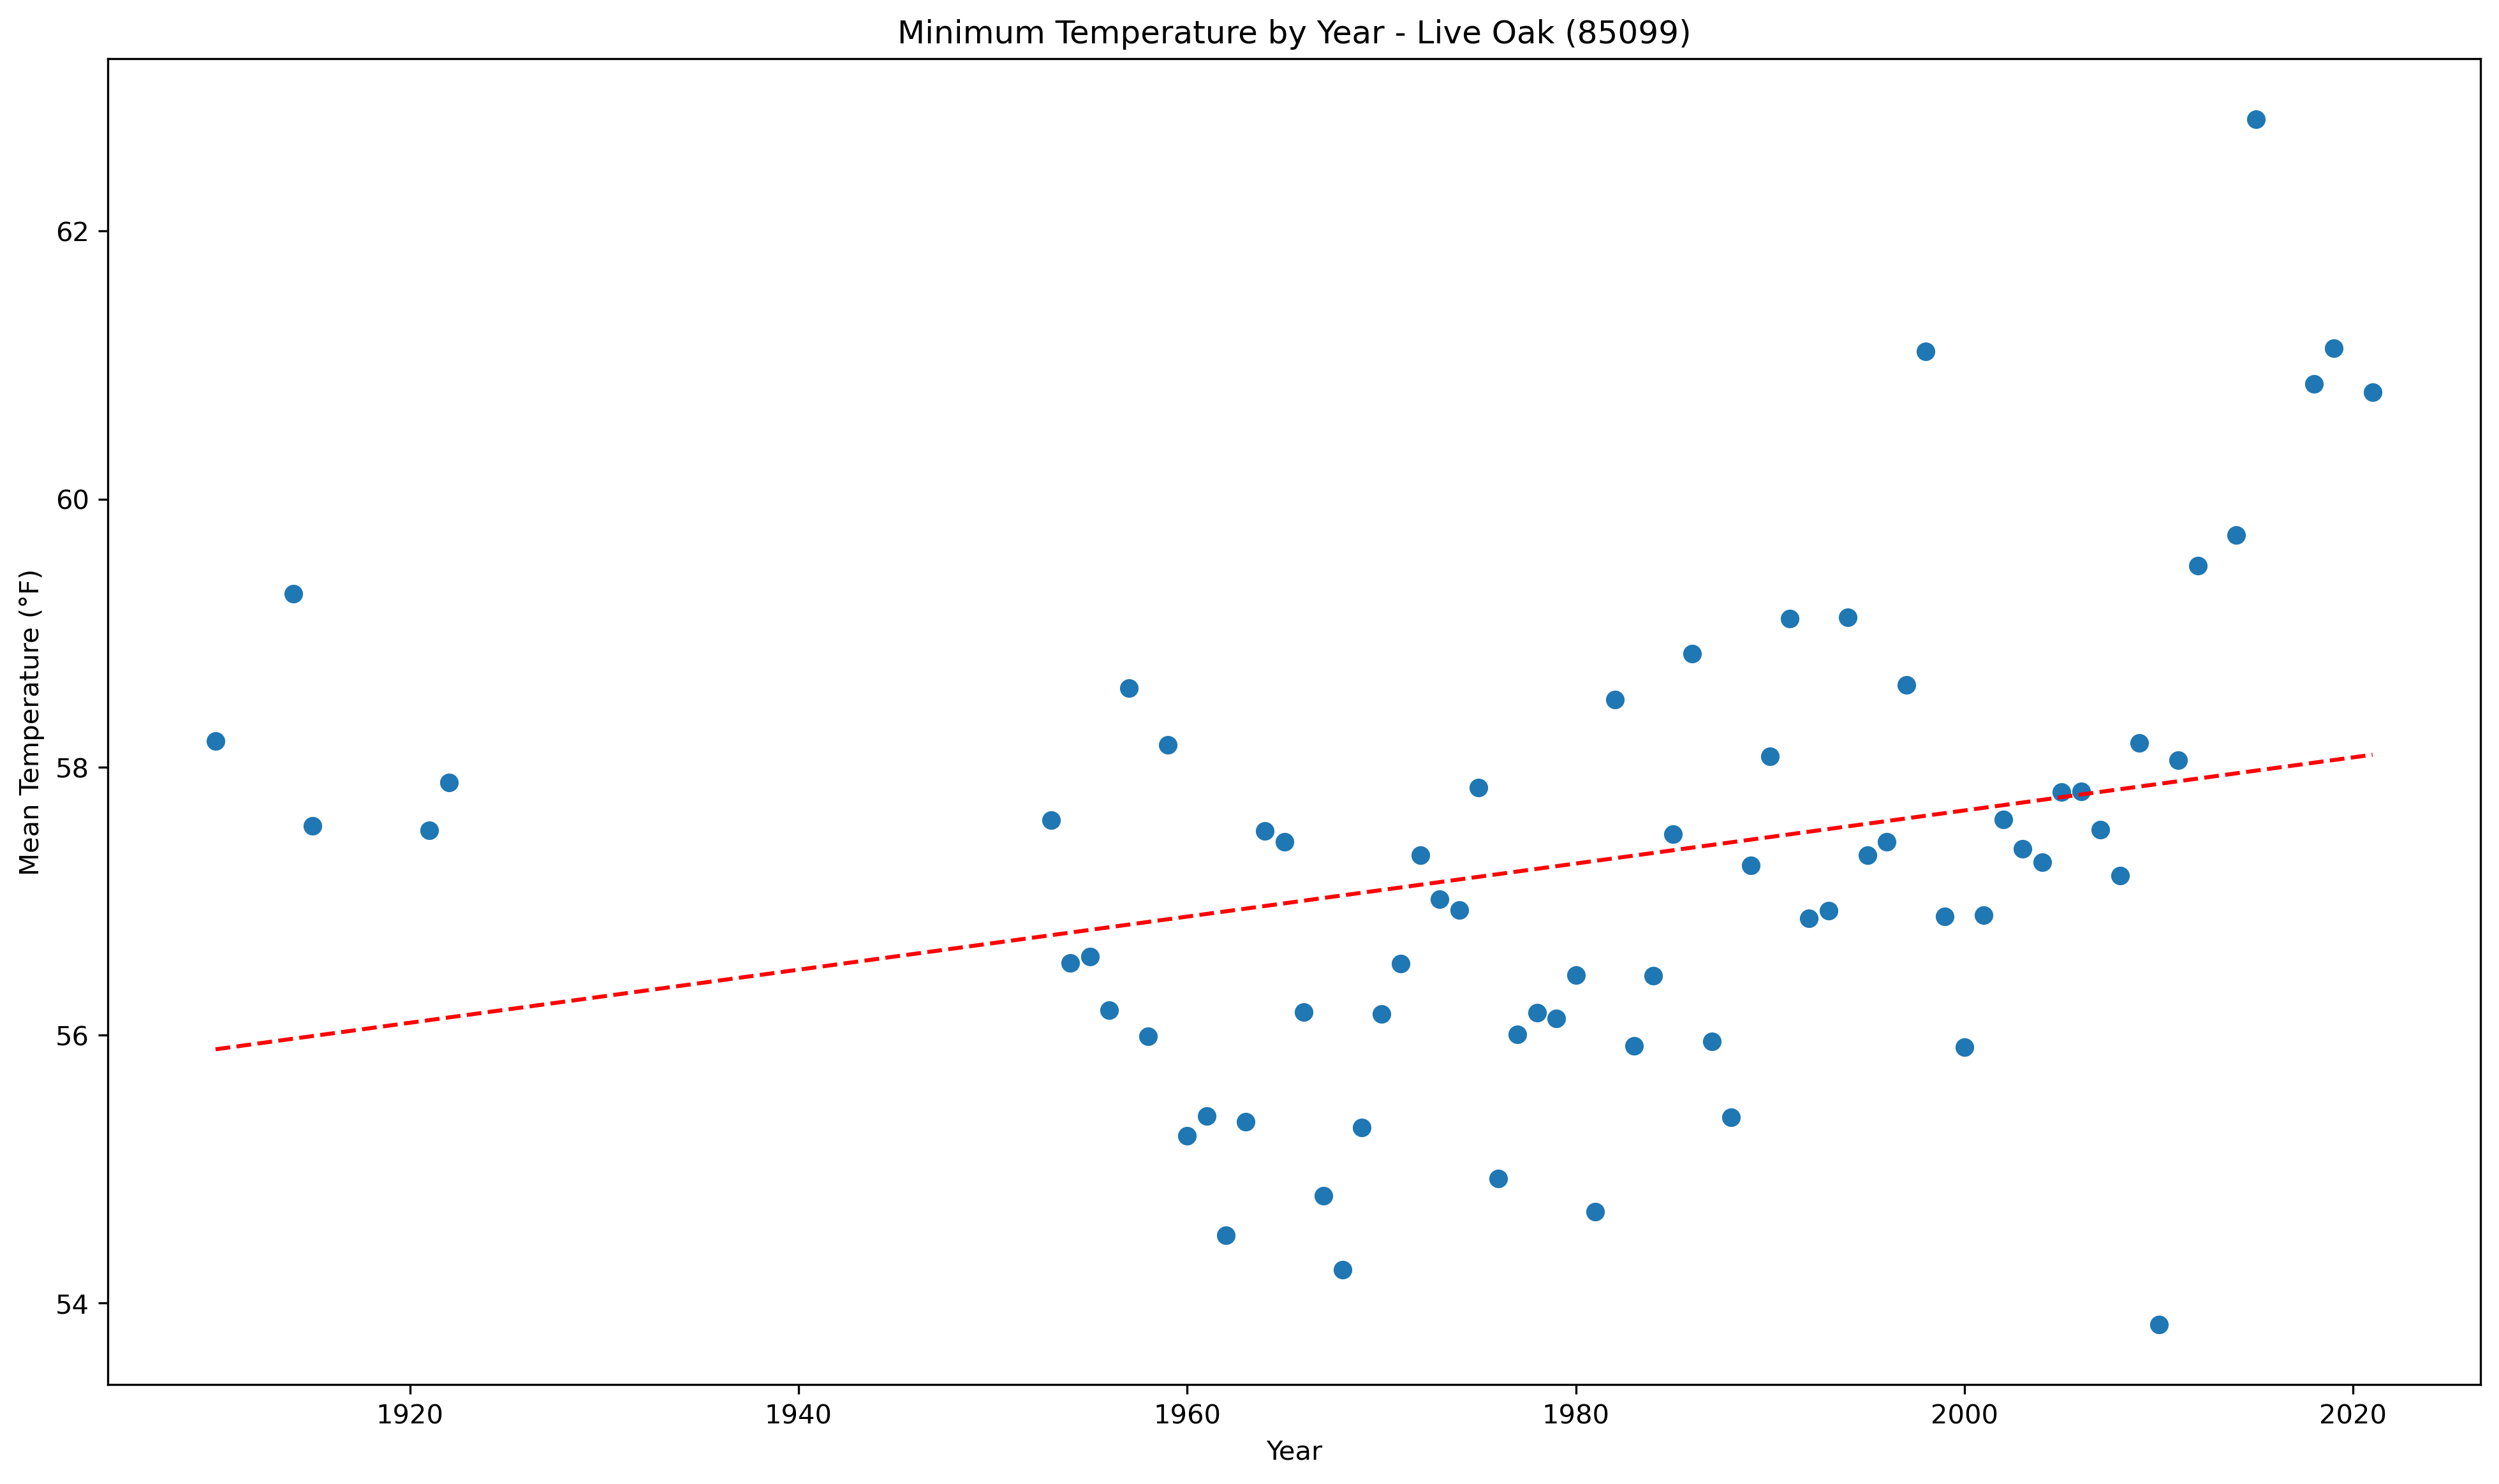 Minimum Temperature by Year - Live Oak (85099)
Mean Temperature (°F)
62
60
58
56
54
1920 1940 1960 1980 2000 2020
Year